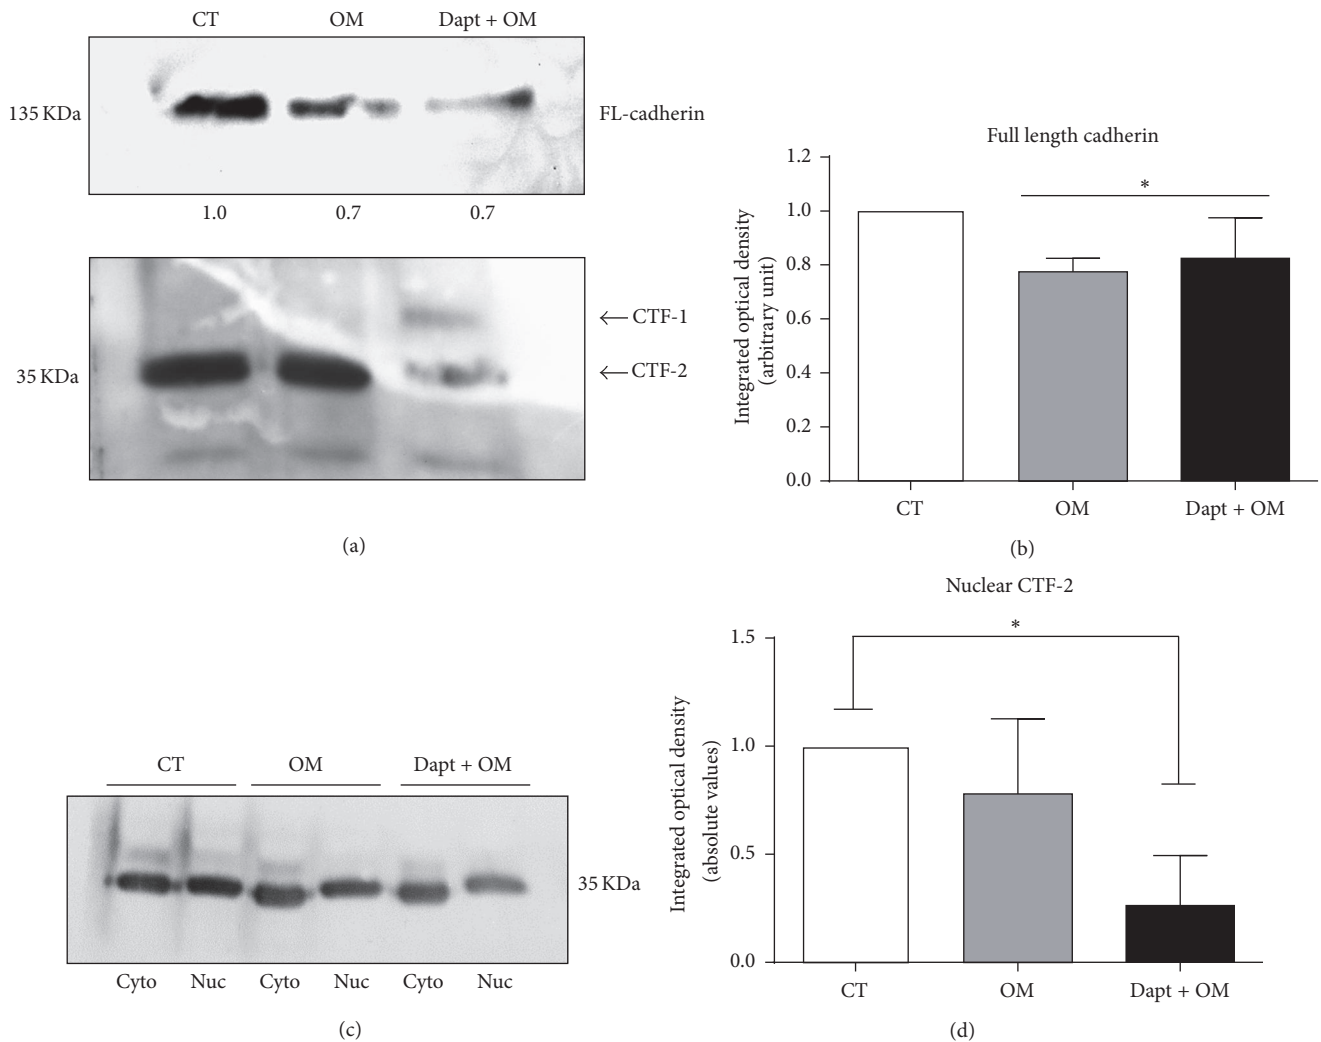 CT OM Dapt + OM
135 KDa
FL-cadherin
1.0 0.7 0.7
← CTF-1
35 KDa
← CTF-2
(a)
Full length cadherin
Integrated optical density
(arbitrary unit)
1.2
1.0
0.8
0.6
0.4
0.2
0.0
*
CT OM Dapt + OM
(b)
CT OM Dapt + OM
35 KDa
Cyto Nuc Cyto Nuc Cyto Nuc
(c)
Nuclear CTF-2
Integrated optical density
(absolute values)
1.5
1.0
0.5
0.0
*
CT OM Dapt + OM
(d)